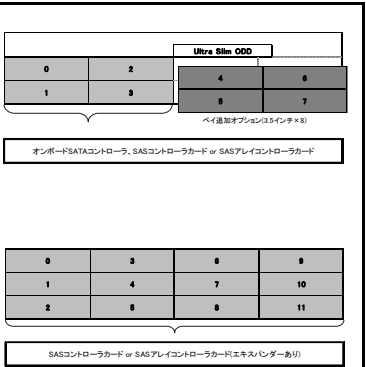 Ultra Slim ODD
0 2 4 6
1 3 5 7
ベイ追加オプション(3.5インチ×8)
オンボードSATAコントローラ、SASコントローラカード or SASアレイコントローラカード
0 3 6 9
1 4 7 10
2 5 8 11
SASコントローラカード or SASアレイコントローラカード(エキスパンダーあり)